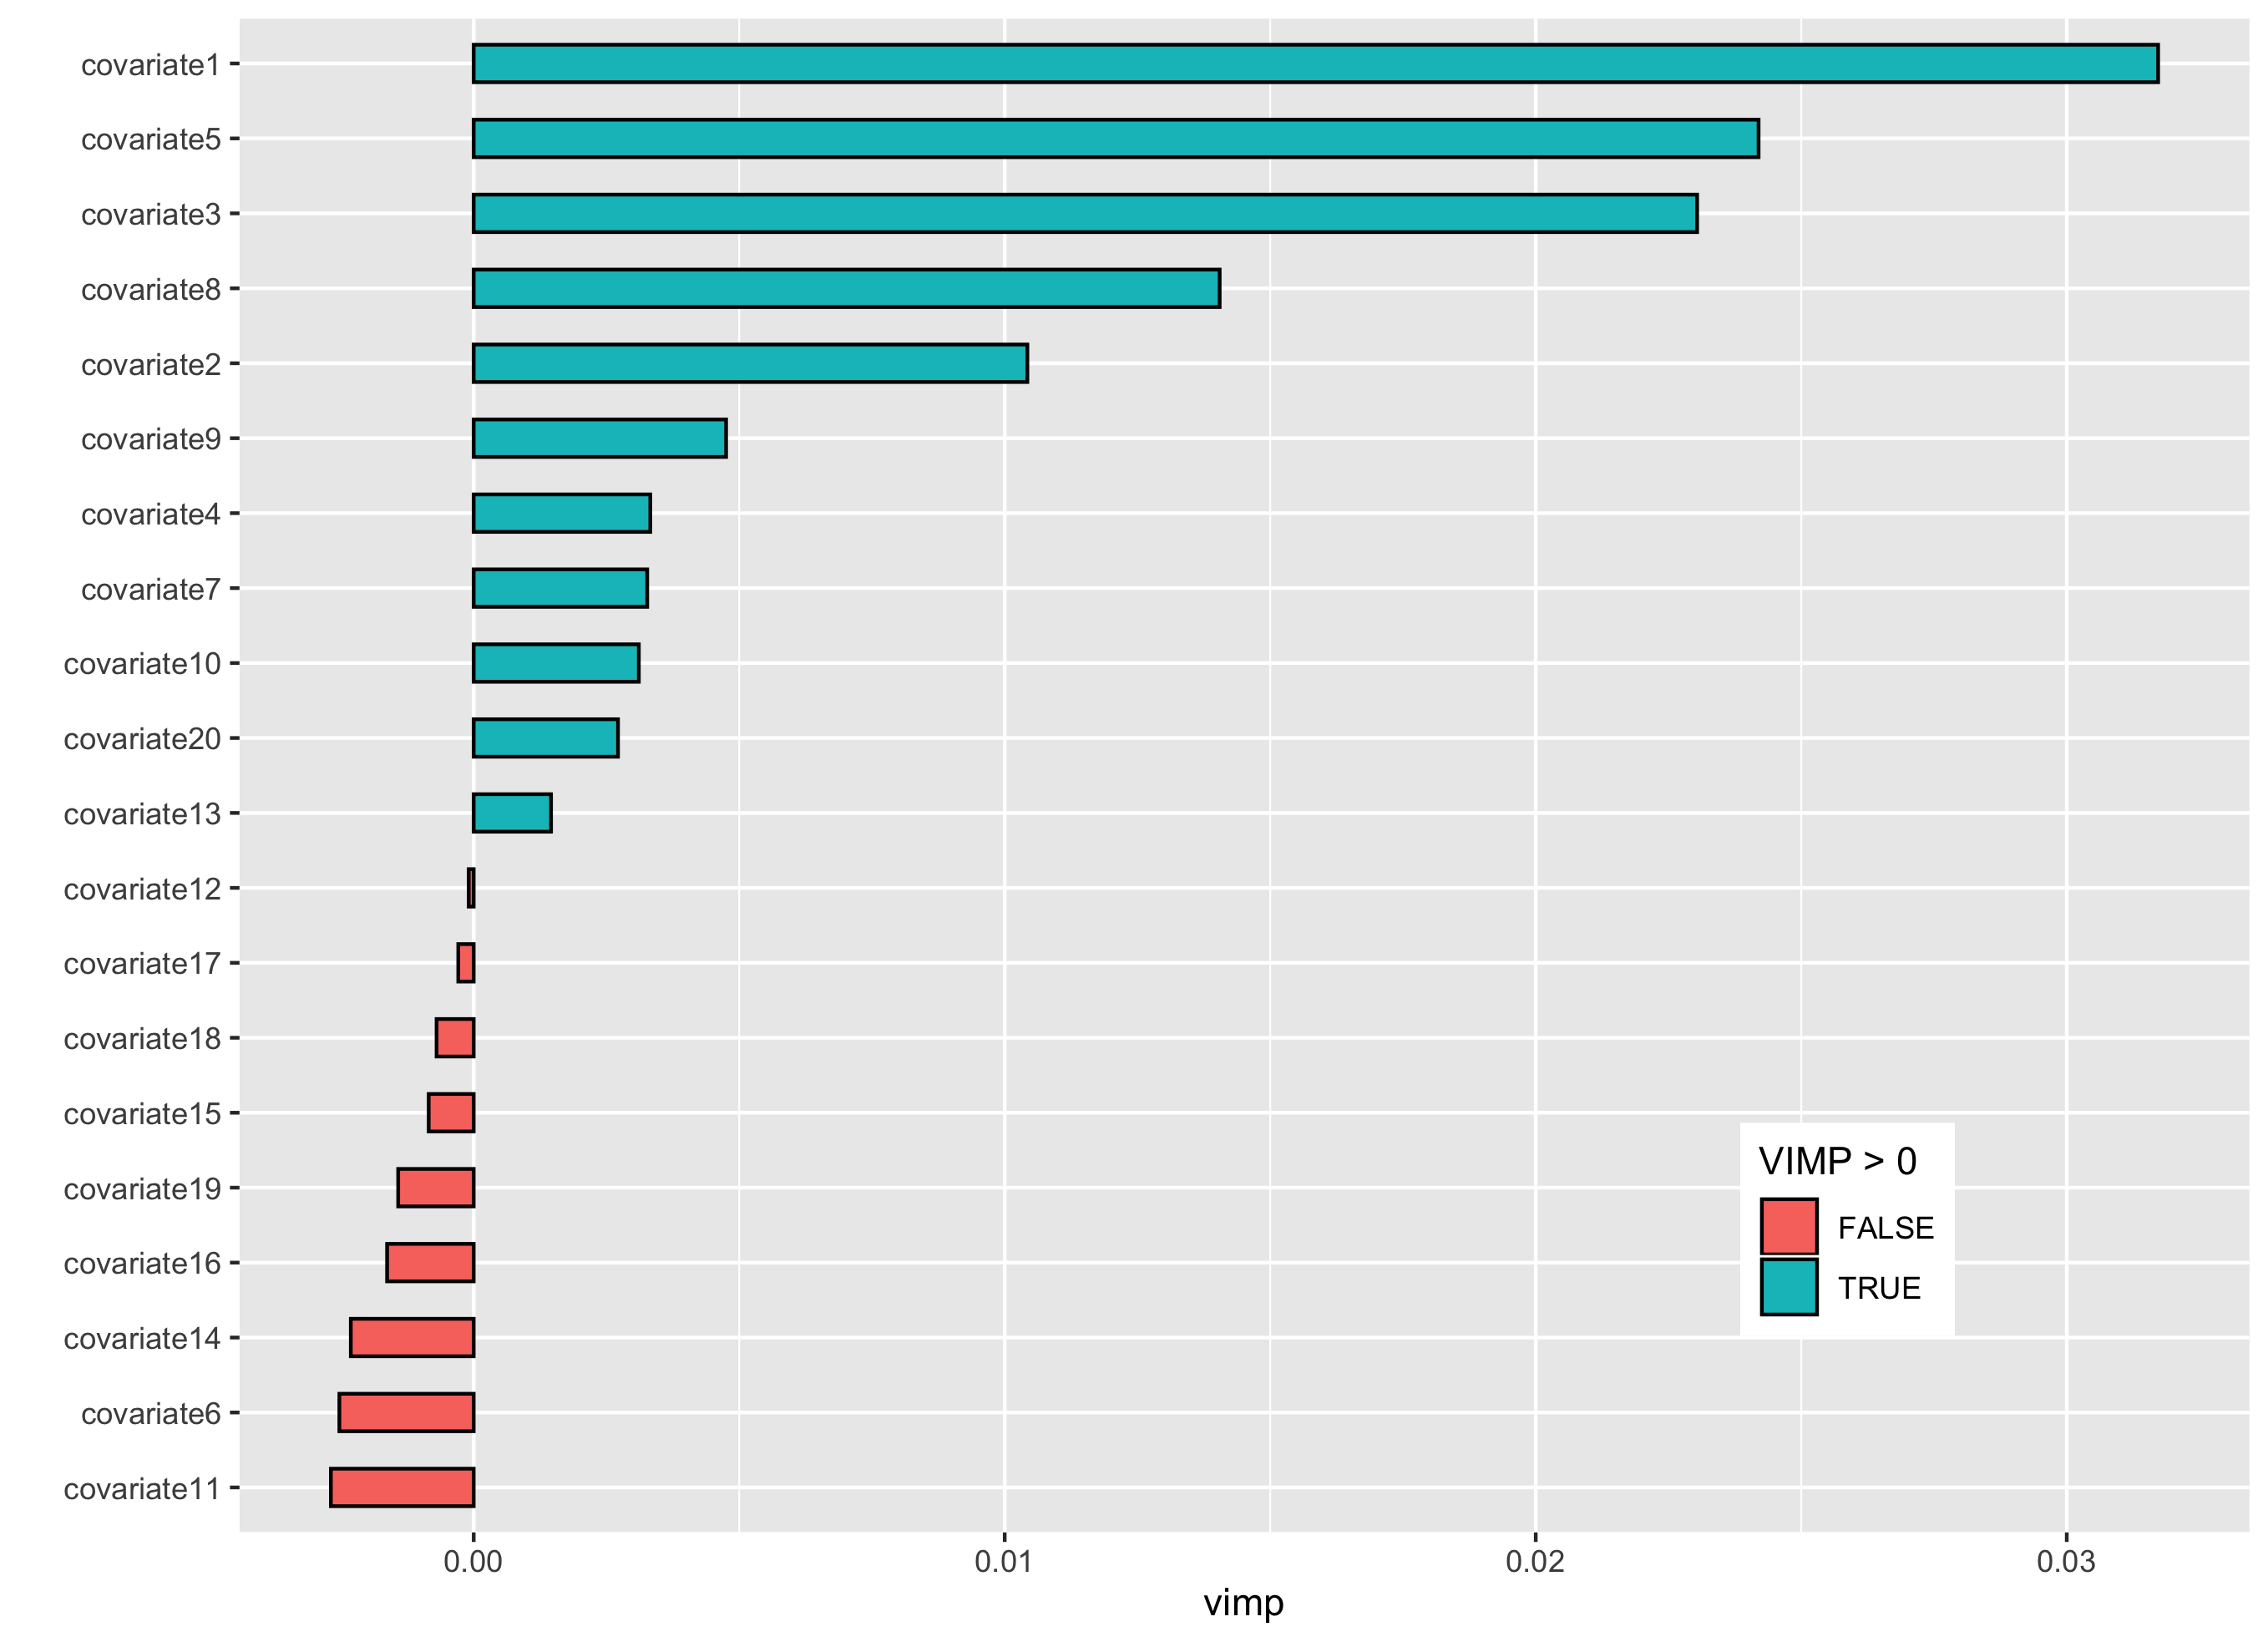 covariate1
covariate5
covariate3
covariate8
covariate2
covariate9
covariate4
covariate7
covariate10
covariate20
covariate13
covariate12
covariate17
covariate18
covariate15
covariate19
covariate16
covariate14
covariate6
covariate11
VIMP > 0
FALSE
TRUE
0.00 0.01 0.02 0.03
vimp